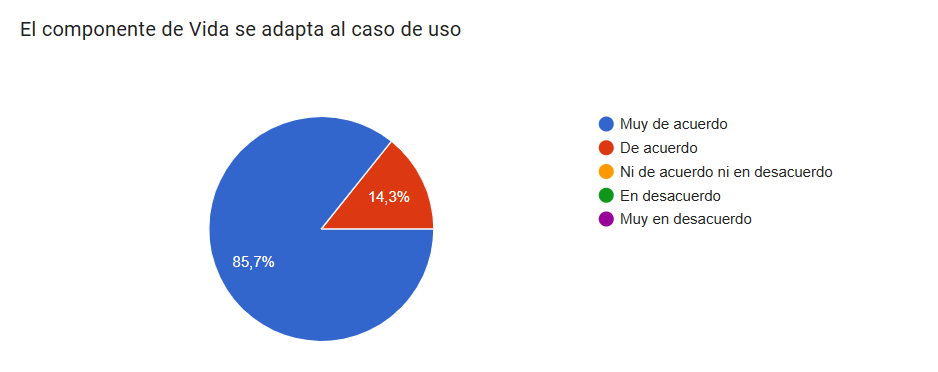 El componente de Vida se adapta al caso de uso
Muy de acuerdo
De acuerdo
Ni de acuerdo ni en desacuerdo
En desacuerdo
Muy en desacuerdo
14,3%
85,7%